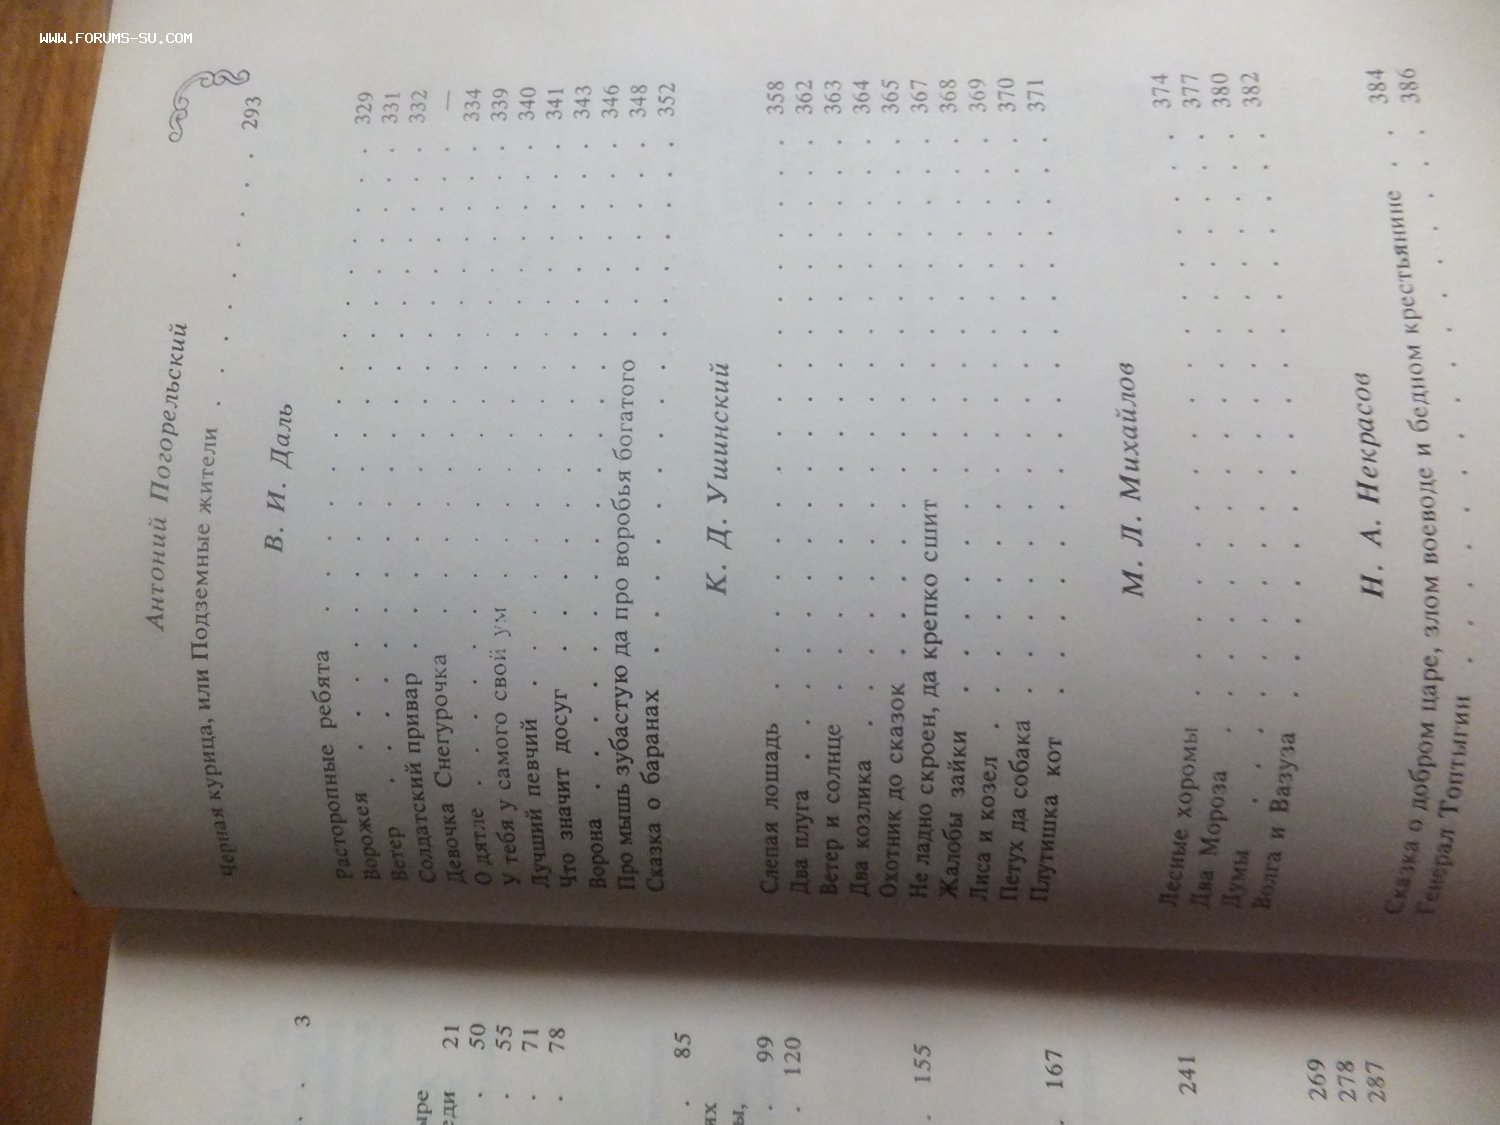 WWW.FORUMS-SU.COM
Антоний Погорельский
Черная курица, или Подземные жители . . . . . . . . . 293
В. И. Даль
Расторопные ребята . . . . . . . . . 329
Ворожея . . . . . . . . . 331
Ветер . . . . . . . . . 332
Солдатский привар . . . . . . . . . —
Девочка Снегурочка . . . . . . . . . 334
О дятле . . . . . . . . . 339
У тебя у самого свой ум . . . . . . . . . 340
Лучший певчий . . . . . . . . . 341
Что значит досуг . . . . . . . . . 343
Ворона . . . . . . . . . 346
Про мышь зубастую да про воробья богатого . . . . . 348
Сказка о баранах . . . . . . . . . 352
К. Д. Ушинский
Слепая лошадь . . . . . . . . . 358
Два плуга . . . . . . . . . 362
Ветер и солнце . . . . . . . . . 363
Два козлика . . . . . . . . . 364
Охотник до сказок . . . . . . . . . 365
Не ладно скроен, да крепко сшит . . . . . . . 367
Жалобы зайки . . . . . . . . . 368
Лиса и козел . . . . . . . . . 369
Петух да собака . . . . . . . . . 370
Плутишка кот . . . . . . . . . 371
М. Л. Михайлов
Лесные хоромы . . . . . . . . . 374
Два Мороза . . . . . . . . . 377
Думы . . . . . . . . . 380
Волга и Вазуза . . . . . . . . . 382
Н. А. Некрасов
Сказка о добром царе, злом воеводе и бедном крестьянине . . 384
Генерал Топтыгин . . . . . . . . . 386
. . 3
ыре
еди 21
. 50
. 55
. 71
. 78
. 85
их
ы,
. 99
. 120
. 155
. 167
241
269
278
287